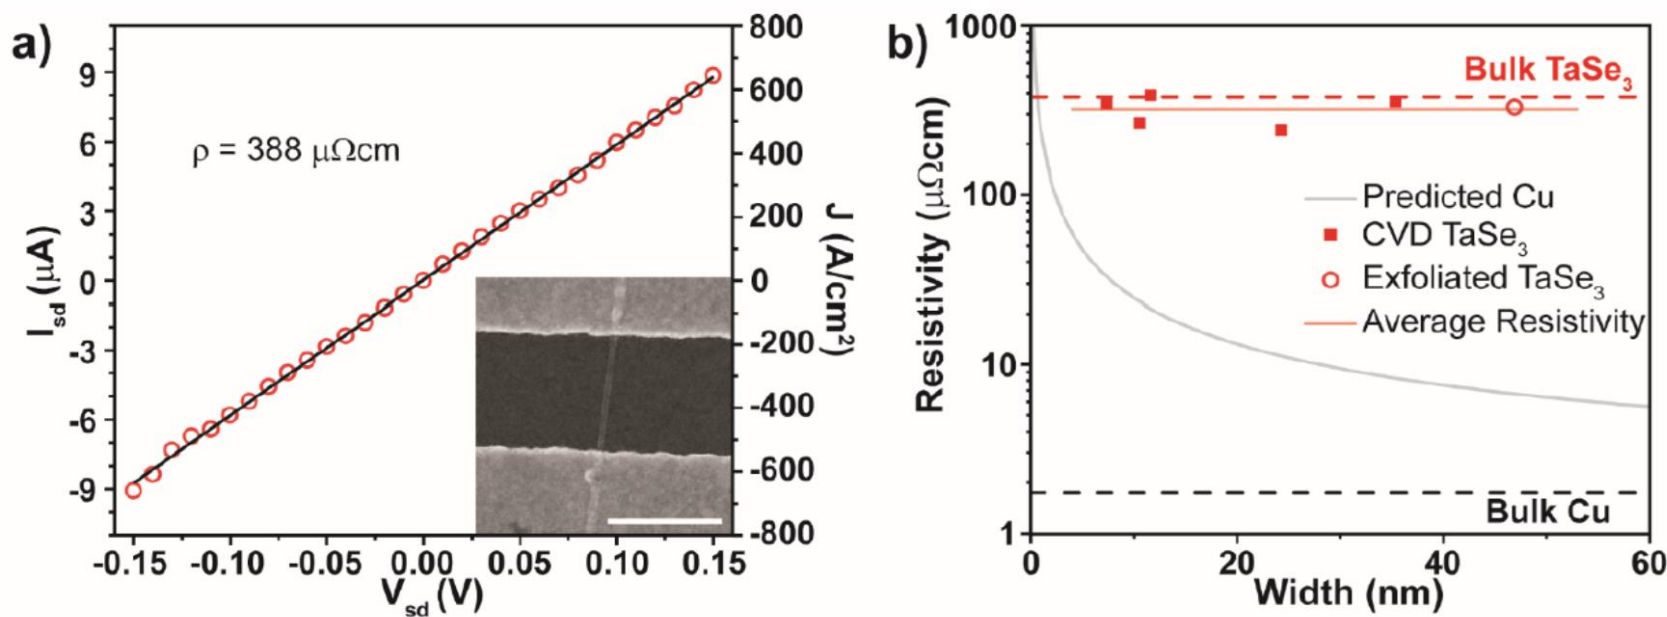 a)
ρ = 388 μΩcm
I_sd (μA)
9
6
3
0
-3
-6
-9
800
600
400
200
0
-200
-400
-600
-800
J (A/cm²)
-0.15 -0.10 -0.05 0.00 0.05 0.10 0.15
V_sd (V)
b)
Resistivity (μΩcm)
1000
100
10
1
Bulk TaSe₃
Predicted Cu
CVD TaSe₃
Exfoliated TaSe₃
Average Resistivity
Bulk Cu
0 20 40 60
Width (nm)